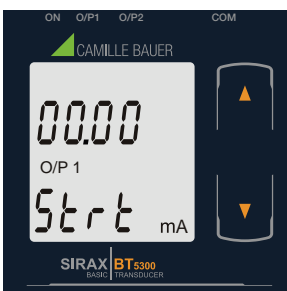 ON O/P1 O/P2 COM
CAMILLE BAUER
00.00
O/P 1
Strt mA
SIRAX BT5300
BASIC TRANSDUCER